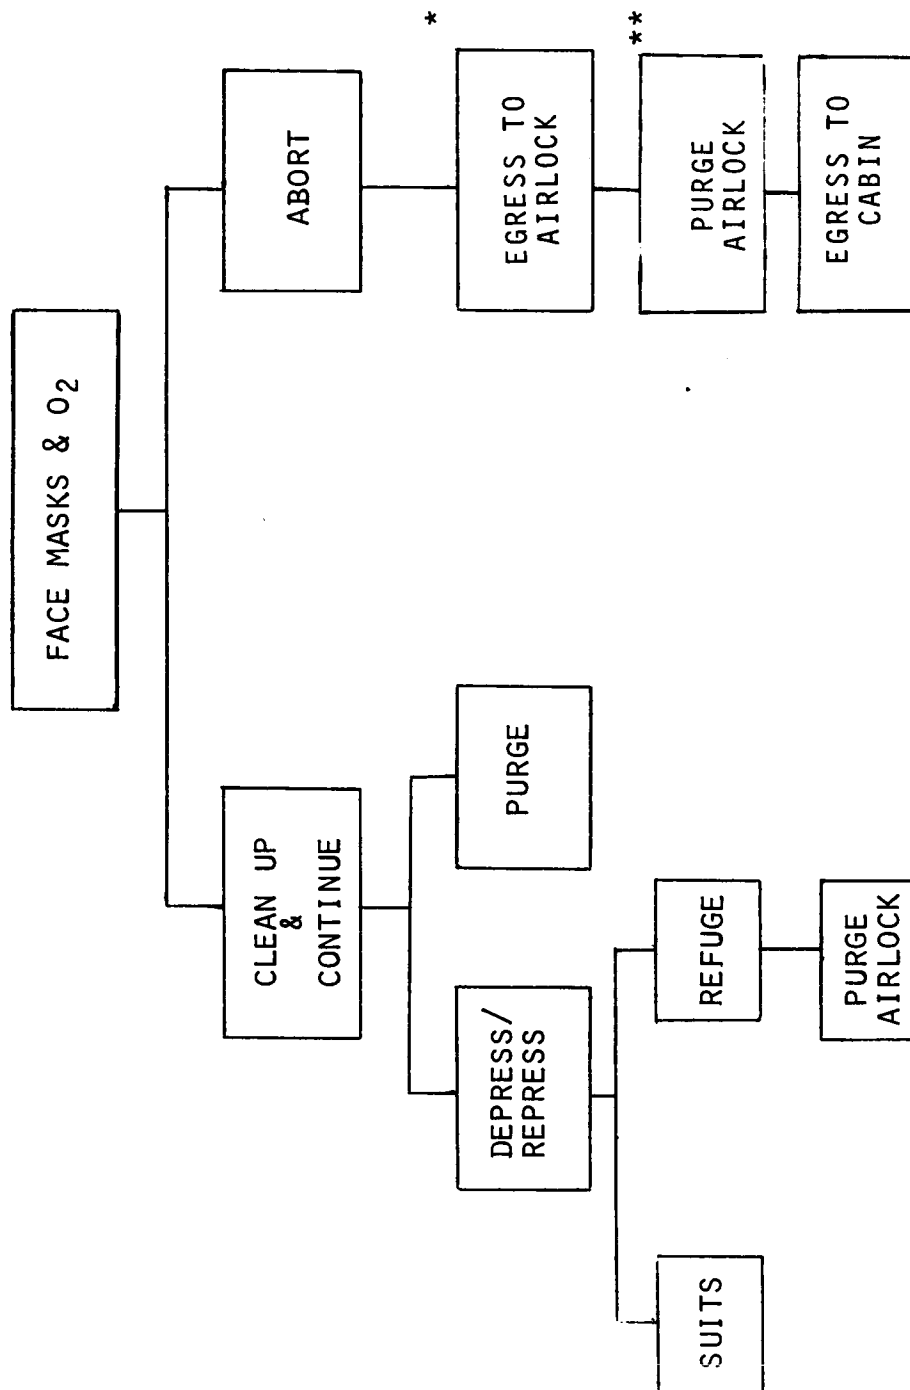 FACE MASKS & O2
CLEAN UP
&
CONTINUE
ABORT
*
DEPRESS/
REPRESS
PURGE
EGRESS TO
AIRLOCK
**
SUITS
REFUGE
PURGE
AIRLOCK
PURGE
AIRLOCK
EGRESS TO
CABIN